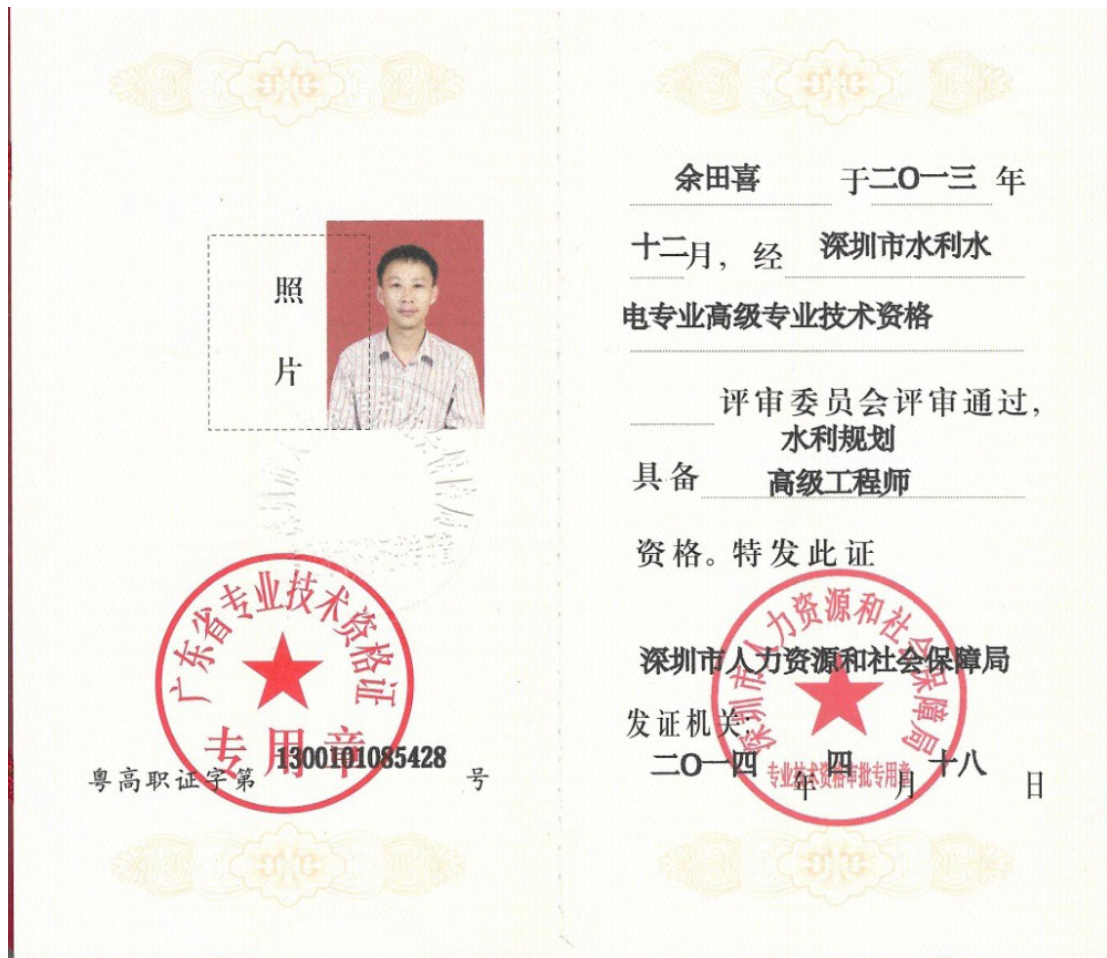 照
片
广东省专业技术资格证
专用章
粤高职证字第 1300101085428 号
余田喜 于二〇一三 年
十二月，经 深圳市水利水
电专业高级专业技术资格
评审委员会评审通过，
水利规划
具备 高级工程师
资格。特发此证
深圳市人力资源和社会保障局
深圳市人力资源和社会保障局
发证机关：
二〇一四 年 四 月 十八 日
专业技术资格审批专用章